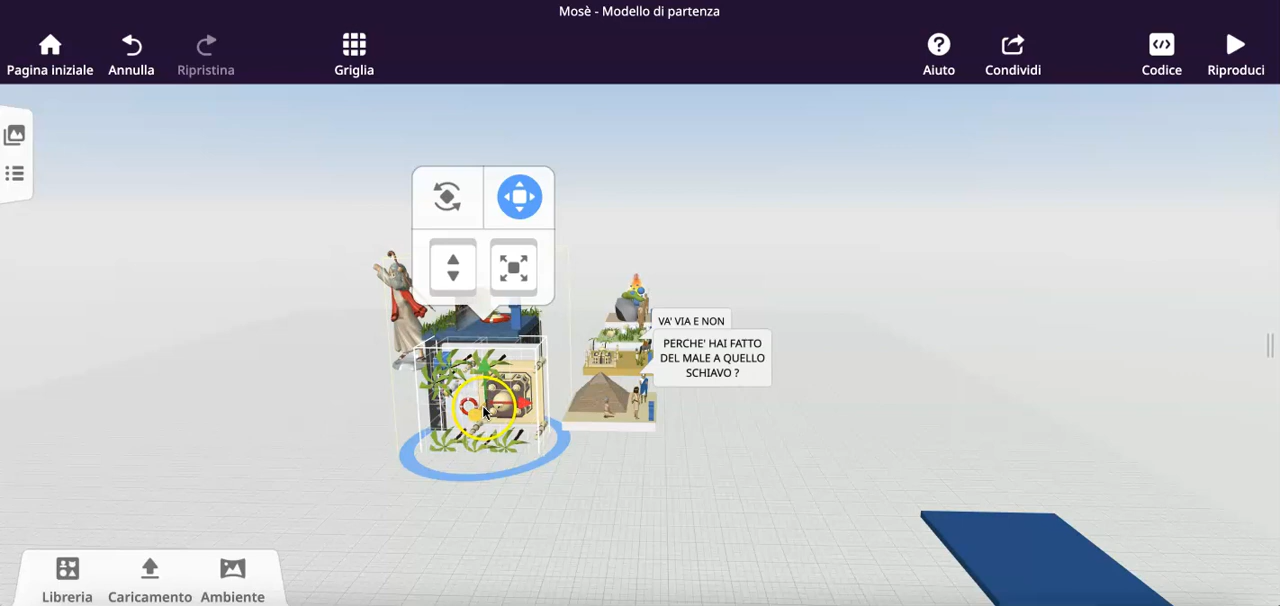 Mosè - Modello di partenza
Pagina iniziale
Annulla
Ripristina
Griglia
Aiuto
Condividi
Codice
Riproduci
VA' VIA E NON
PERCHE' HAI FATTO
DEL MALE A QUELLO
SCHIAVO ?
Libreria
Caricamento
Ambiente